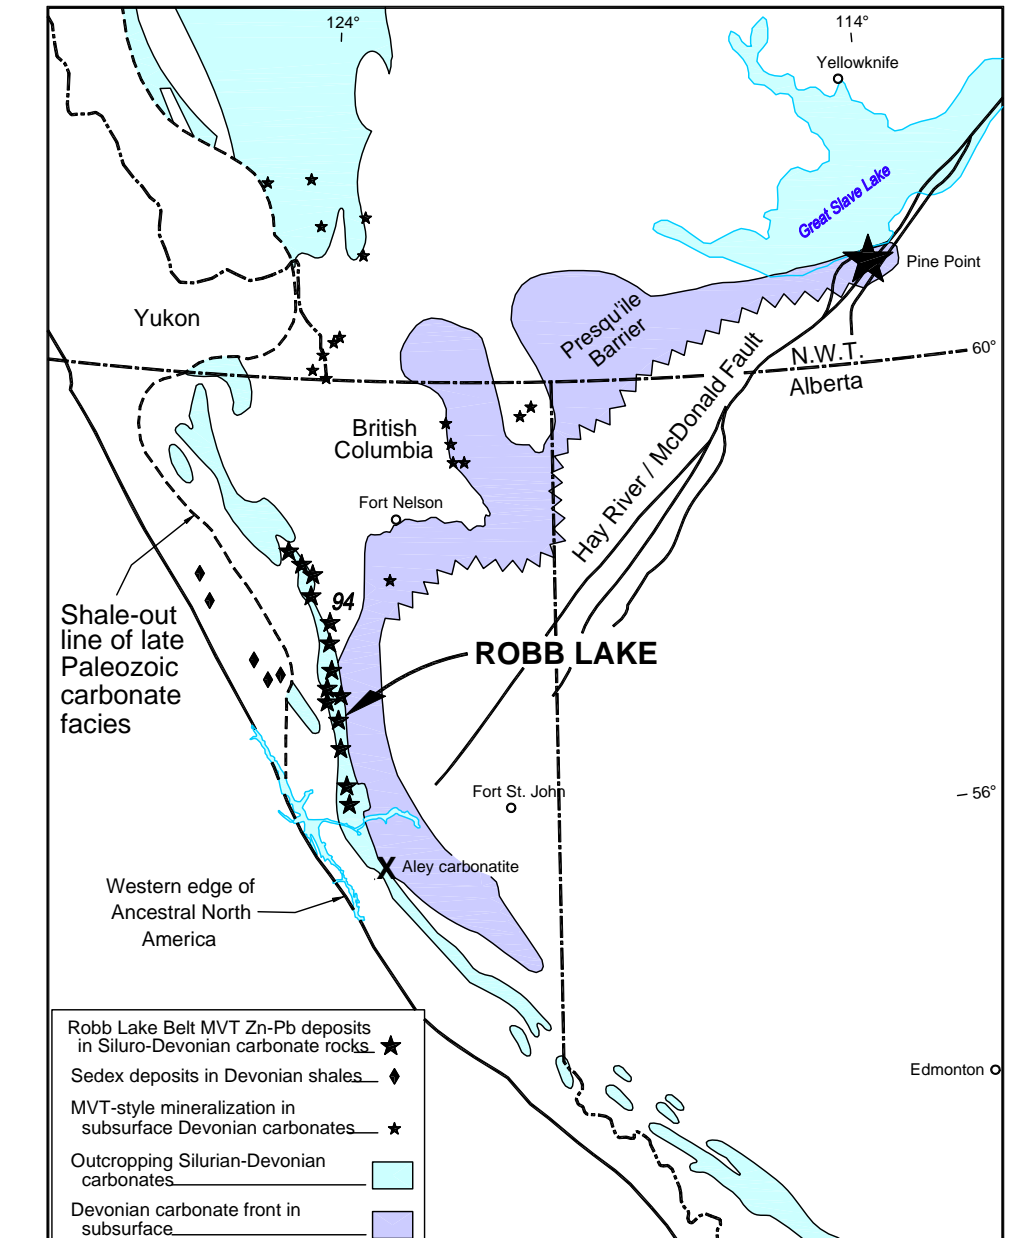 124°
114°
Yellowknife
Great Slave Lake
Pine Point
Yukon
Presqu'ile
Barrier
60°
N.W.T.
Alberta
Hay River / McDonald Fault
British
Columbia
Fort Nelson
94
Shale-out
line of late
Paleozoic
carbonate
facies
ROBB LAKE
Fort St. John
56°
X
Aley carbonatite
Western edge of
Ancestral North
America
Edmonton
Robb Lake Belt MVT Zn-Pb deposits
in Siluro-Devonian carbonate rocks
Sedex deposits in Devonian shales
MVT-style mineralization in
subsurface Devonian carbonates
Outcropping Silurian-Devonian
carbonates
Devonian carbonate front in
subsurface